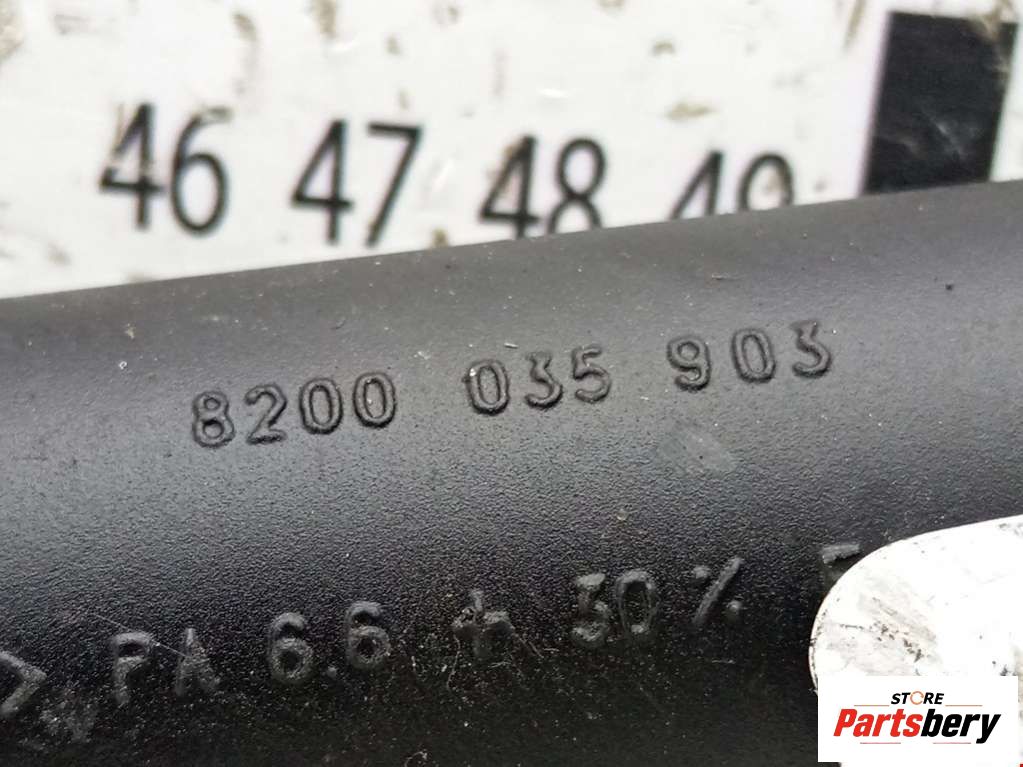 46 47 48 49
8200 035 903
> PA 6.6 + 30 %
STORE
Partsbery